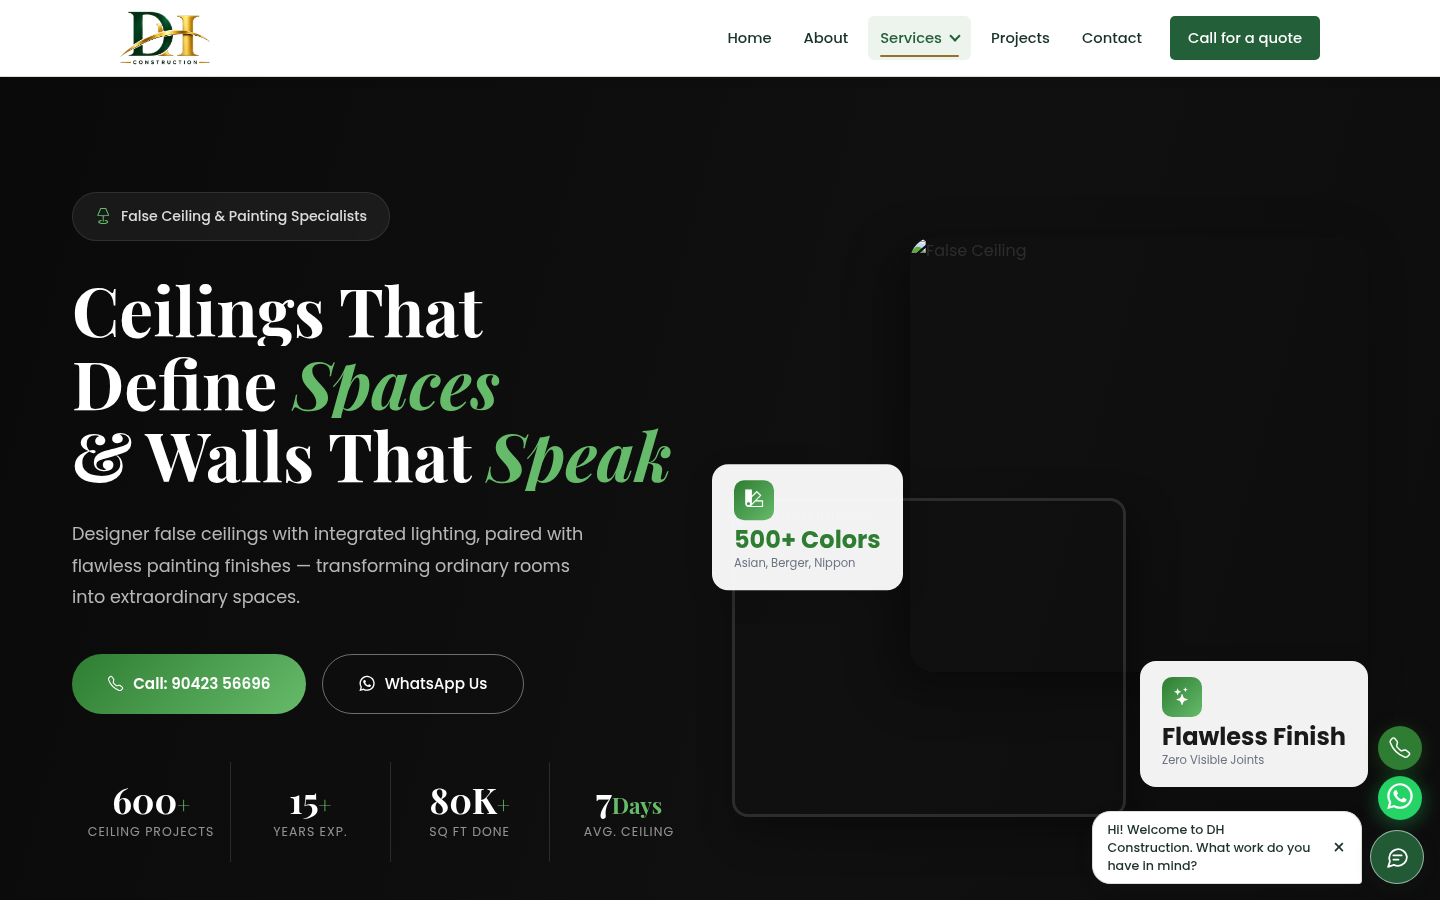 DH
CONSTRUCTION
Home
About
Services
Projects
Contact
Call for a quote
False Ceiling & Painting Specialists
Ceilings That
Define Spaces
& Walls That Speak
Designer false ceilings with integrated lighting, paired with
flawless painting finishes — transforming ordinary rooms
into extraordinary spaces.
Call: 90423 56696
WhatsApp Us
600+
CEILING PROJECTS
15+
YEARS EXP.
80K+
SQ FT DONE
7Days
AVG. CEILING
False Ceiling
500+ Colors
Asian, Berger, Nippon
Flawless Finish
Zero Visible Joints
Hi! Welcome to DH
Construction. What work do you
have in mind?